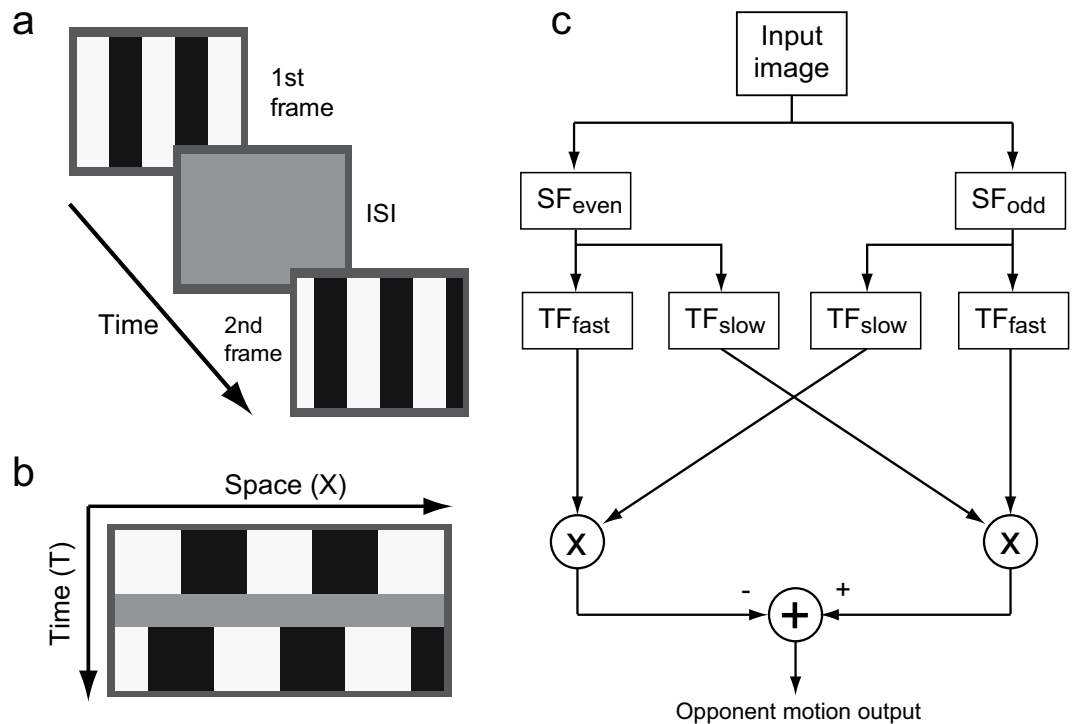 a
1st
frame
ISI
Time
2nd
frame
b
Space (X)
Time (T)
c
Input
image
SFeven
SFodd
TFfast
TFslow
TFslow
TFfast
X
X
-
+
+
Opponent motion output